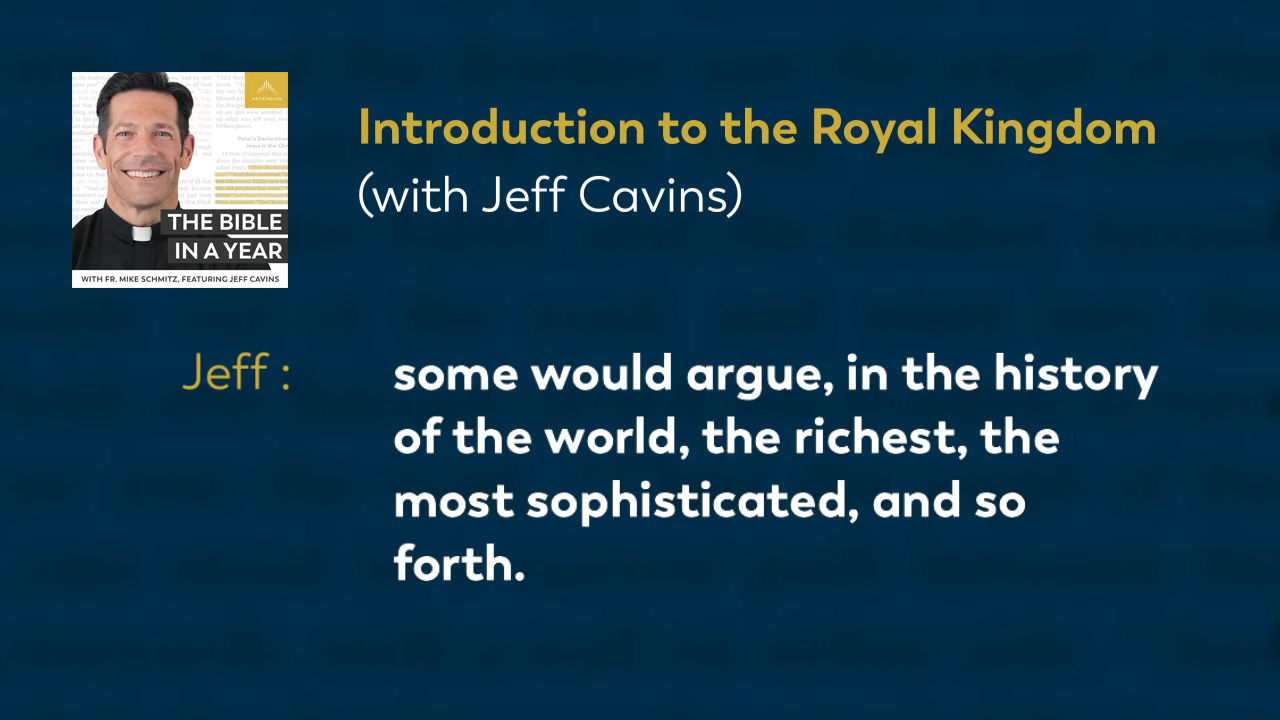 Introduction to the Royal Kingdom
(with Jeff Cavins)
THE BIBLE
IN A YEAR
WITH FR. MIKE SCHMITZ, FEATURING JEFF CAVINS
Jeff :
some would argue, in the history
of the world, the richest, the
most sophisticated, and so
forth.